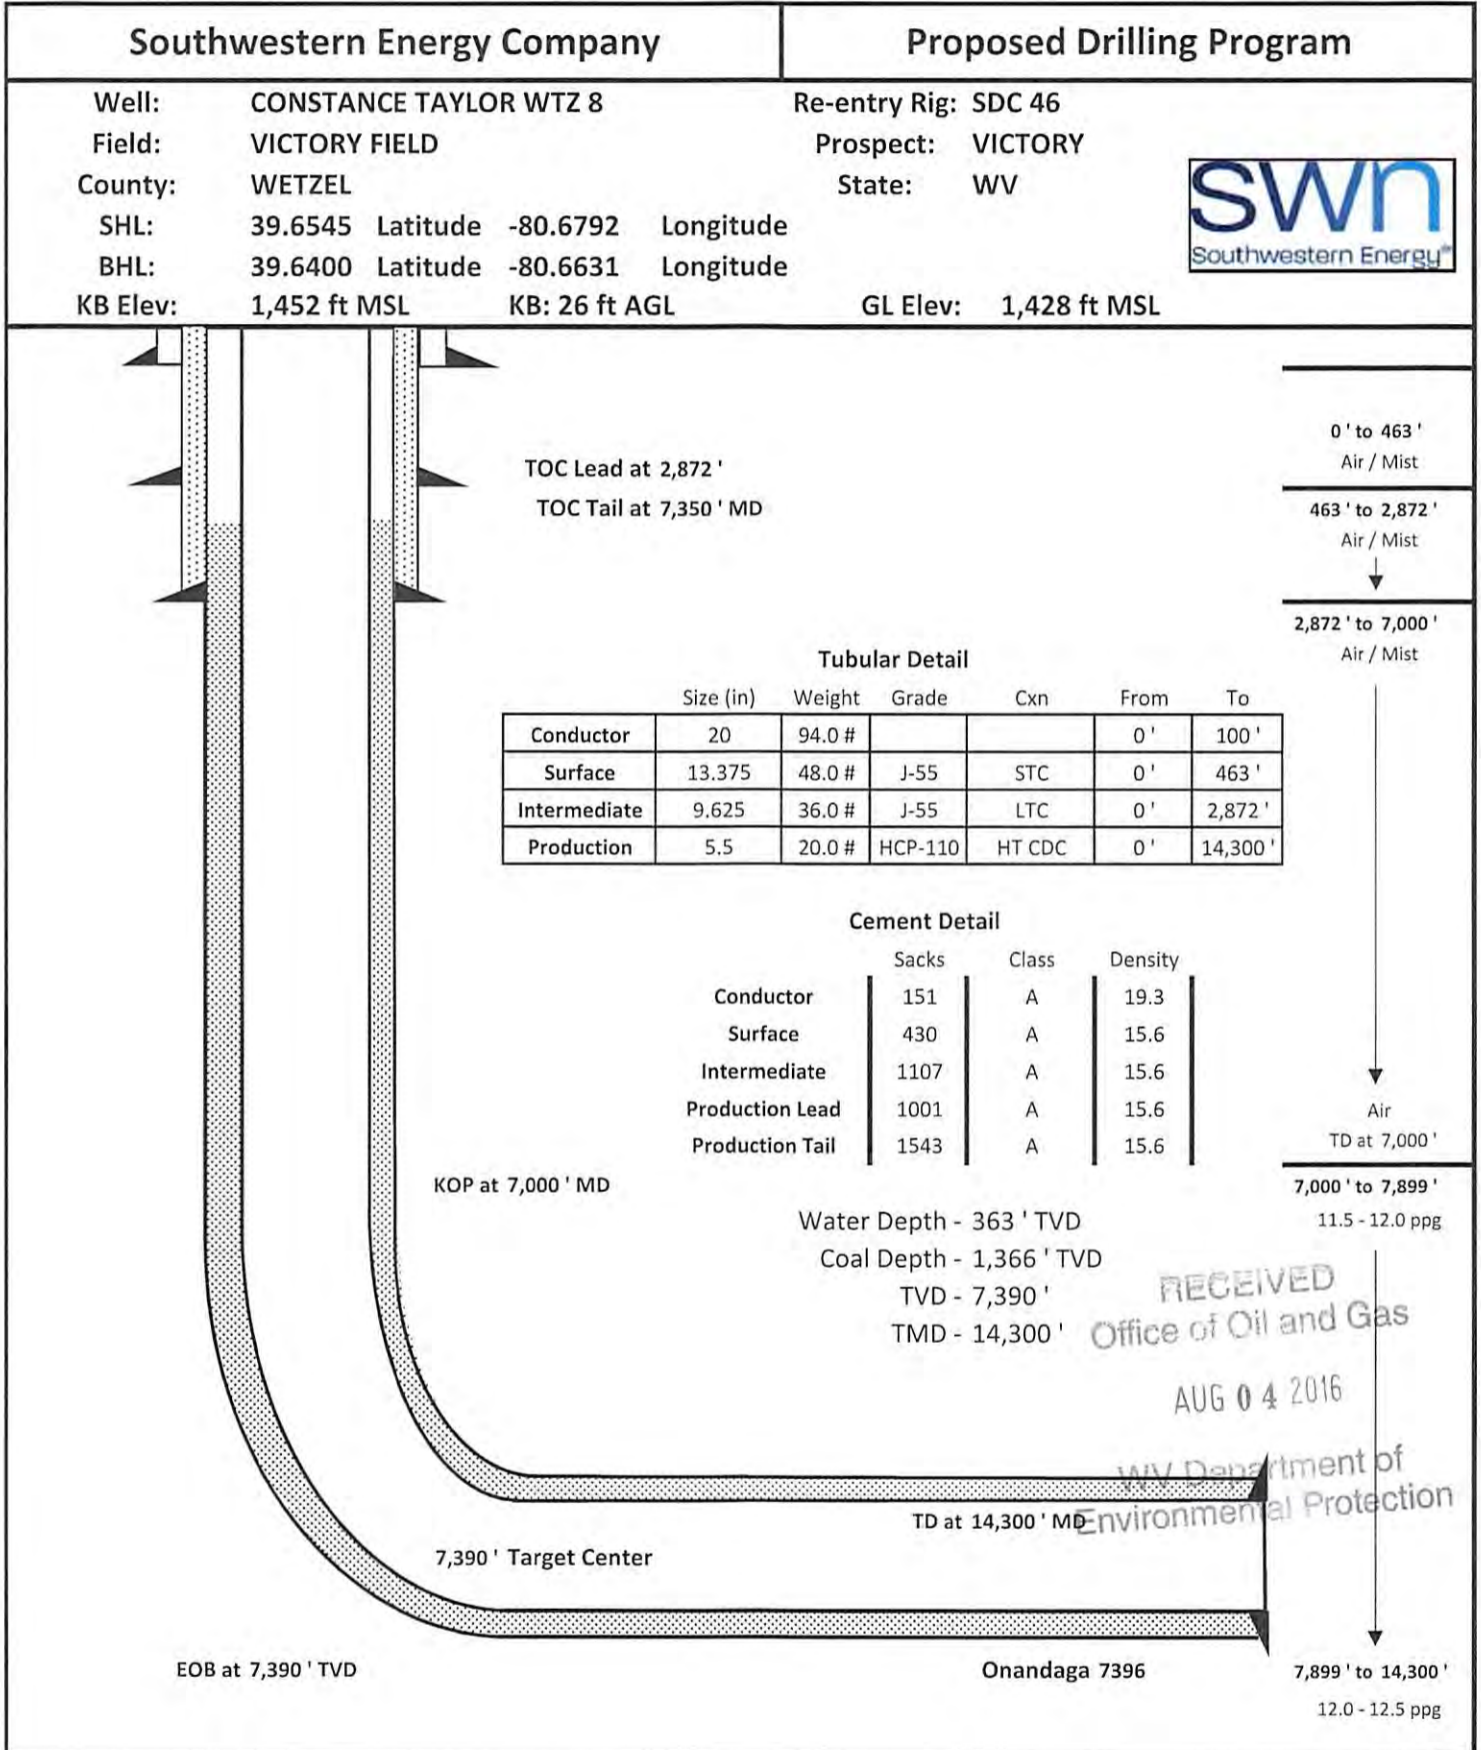 Southwestern Energy Company
Proposed Drilling Program
Well: CONSTANCE TAYLOR WTZ 8
Re-entry Rig: SDC 46
Field: VICTORY FIELD
Prospect: VICTORY
County: WETZEL
State: WV
SHL: 39.6545 Latitude -80.6792 Longitude
BHL: 39.6400 Latitude -80.6631 Longitude
KB Elev: 1,452 ft MSL KB: 26 ft AGL GL Elev: 1,428 ft MSL
swn
Southwestern Energy®
0 ' to 463 '
Air / Mist
TOC Lead at 2,872 '
TOC Tail at 7,350 ' MD
463 ' to 2,872 '
Air / Mist
2,872 ' to 7,000 '
Air / Mist
Tubular Detail
Size (in) Weight Grade Cxn From To
Conductor 20 94.0 # 0 ' 100 '
Surface 13.375 48.0 # J-55 STC 0 ' 463 '
Intermediate 9.625 36.0 # J-55 LTC 0 ' 2,872 '
Production 5.5 20.0 # HCP-110 HT CDC 0 ' 14,300 '
Cement Detail
Sacks Class Density
Conductor 151 A 19.3
Surface 430 A 15.6
Intermediate 1107 A 15.6
Production Lead 1001 A 15.6
Production Tail 1543 A 15.6
Air
TD at 7,000 '
KOP at 7,000 ' MD
7,000 ' to 7,899 '
11.5 - 12.0 ppg
Water Depth - 363 ' TVD
Coal Depth - 1,366 ' TVD
TVD - 7,390 '
TMD - 14,300 '
RECEIVED
Office of Oil and Gas
AUG 04 2016
WV Department of
Environmental Protection
TD at 14,300 ' MD
7,390 ' Target Center
EOB at 7,390 ' TVD
Onandaga 7396
7,899 ' to 14,300 '
12.0 - 12.5 ppg